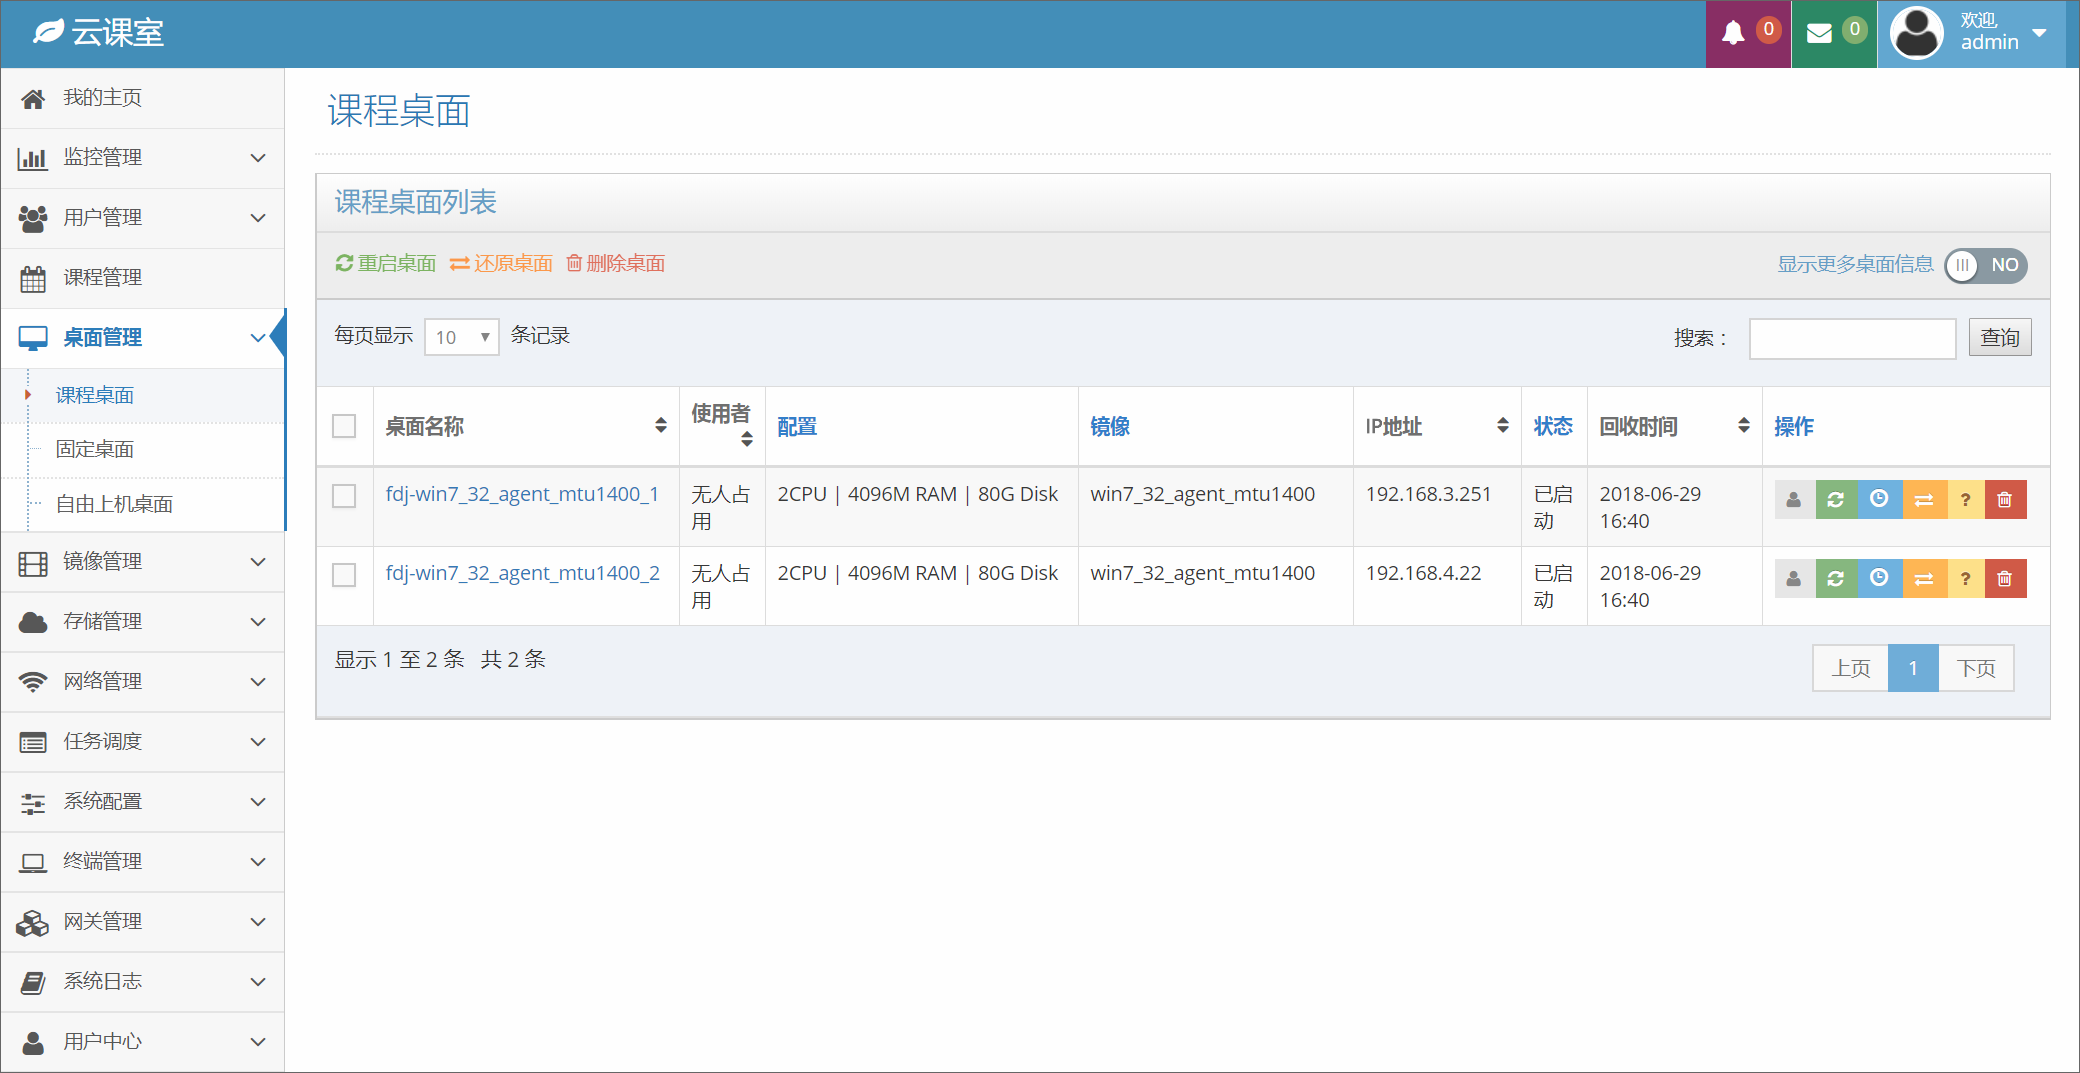 云课室
0
0
欢迎,
admin
我的主页
监控管理
用户管理
课程管理
桌面管理
课程桌面
固定桌面
自由上机桌面
镜像管理
存储管理
网络管理
任务调度
系统配置
终端管理
网关管理
系统日志
用户中心
课程桌面
课程桌面列表
重启桌面 还原桌面 删除桌面
显示更多桌面信息 NO
每页显示 10 条记录
搜索： 查询
桌面名称 使用者 配置 镜像 IP地址 状态 回收时间 操作
fdj-win7_32_agent_mtu1400_1 无人占用 2CPU | 4096M RAM | 80G Disk win7_32_agent_mtu1400 192.168.3.251 已启动 2018-06-29 16:40 ?
fdj-win7_32_agent_mtu1400_2 无人占用 2CPU | 4096M RAM | 80G Disk win7_32_agent_mtu1400 192.168.4.22 已启动 2018-06-29 16:40 ?
显示 1 至 2 条 共 2 条
上页 1 下页